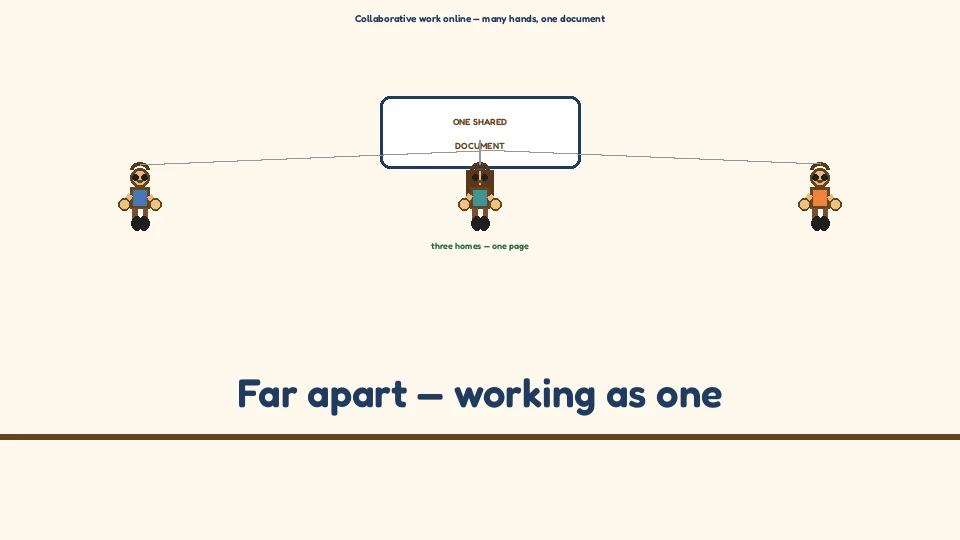 Collaborative work online — many hands, one document
ONE SHARED
DOCUMENT
three homes — one page
Far apart — working as one